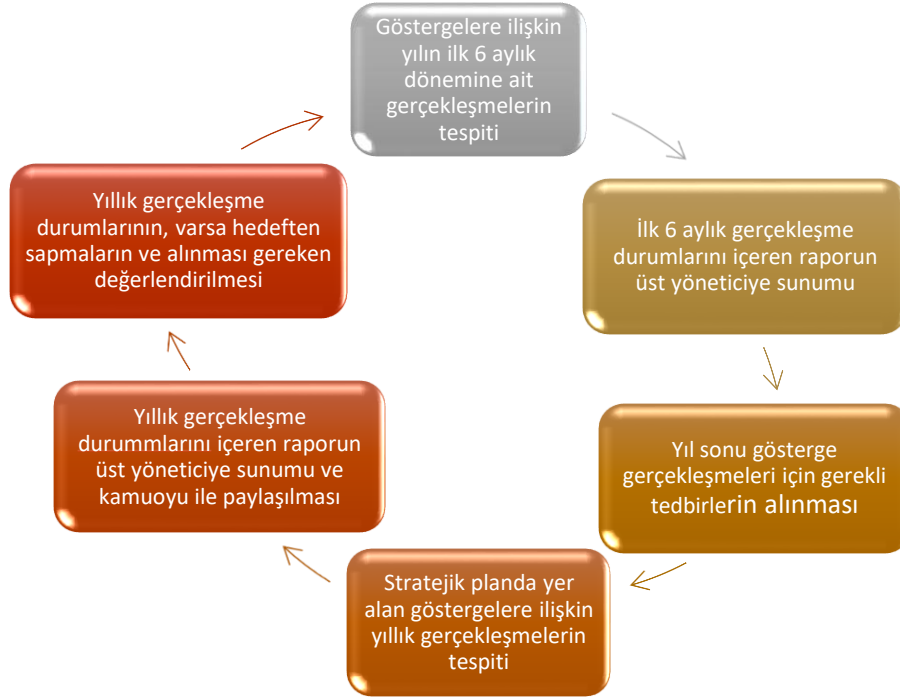 Göstergelere ilişkin
yılın ilk 6 aylık
dönemine ait
gerçekleşmelerin
tespiti
İlk 6 aylık gerçekleşme
durumlarını içeren raporun
üst yöneticiye sunumu
Yıl sonu gösterge
gerçekleşmeleri için gerekli
tedbirlerin alınması
Stratejik planda yer
alan göstergelere ilişkin
yıllık gerçekleşmelerin
tespiti
Yıllık gerçekleşme
durummlarını içeren raporun
üst yöneticiye sunumu ve
kamuoyu ile paylaşılması
Yıllık gerçekleşme
durumlarının, varsa hedeften
sapmaların ve alınması gereken
değerlendirilmesi